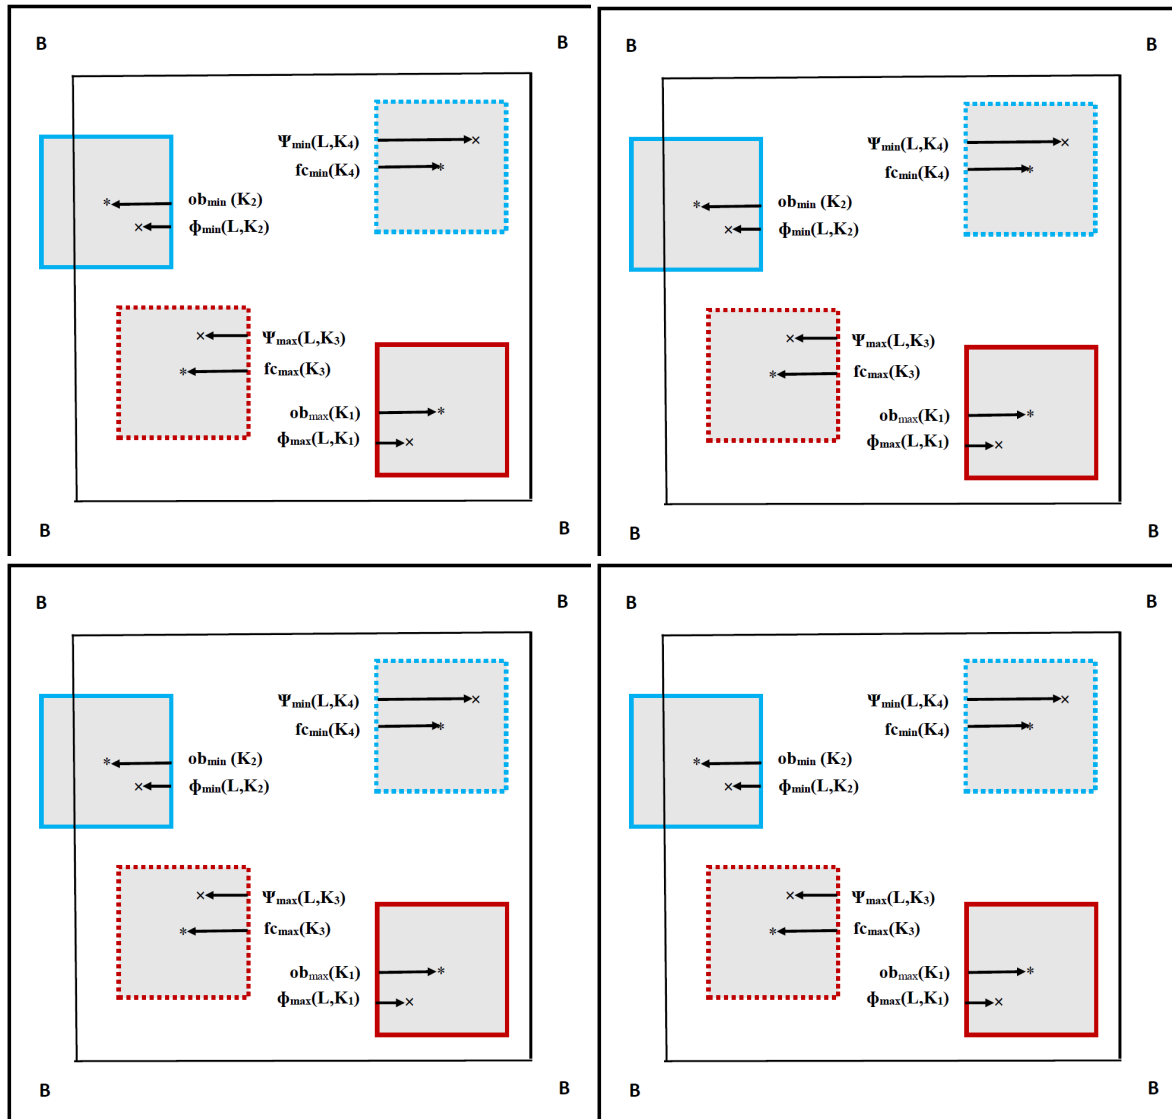 B B
Ψmin(L,K4)
fcmin(K4)
obmin (K2)
ϕmin(L,K2)
Ψmax(L,K3)
fcmax(K3)
obmax(K1)
ϕmax(L,K1)
B B
B B
Ψmin(L,K4)
fcmin(K4)
obmin (K2)
ϕmin(L,K2)
Ψmax(L,K3)
fcmax(K3)
obmax(K1)
ϕmax(L,K1)
B B
B B
Ψmin(L,K4)
fcmin(K4)
obmin (K2)
ϕmin(L,K2)
Ψmax(L,K3)
fcmax(K3)
obmax(K1)
ϕmax(L,K1)
B B
B B
Ψmin(L,K4)
fcmin(K4)
obmin (K2)
ϕmin(L,K2)
Ψmax(L,K3)
fcmax(K3)
obmax(K1)
ϕmax(L,K1)
B B